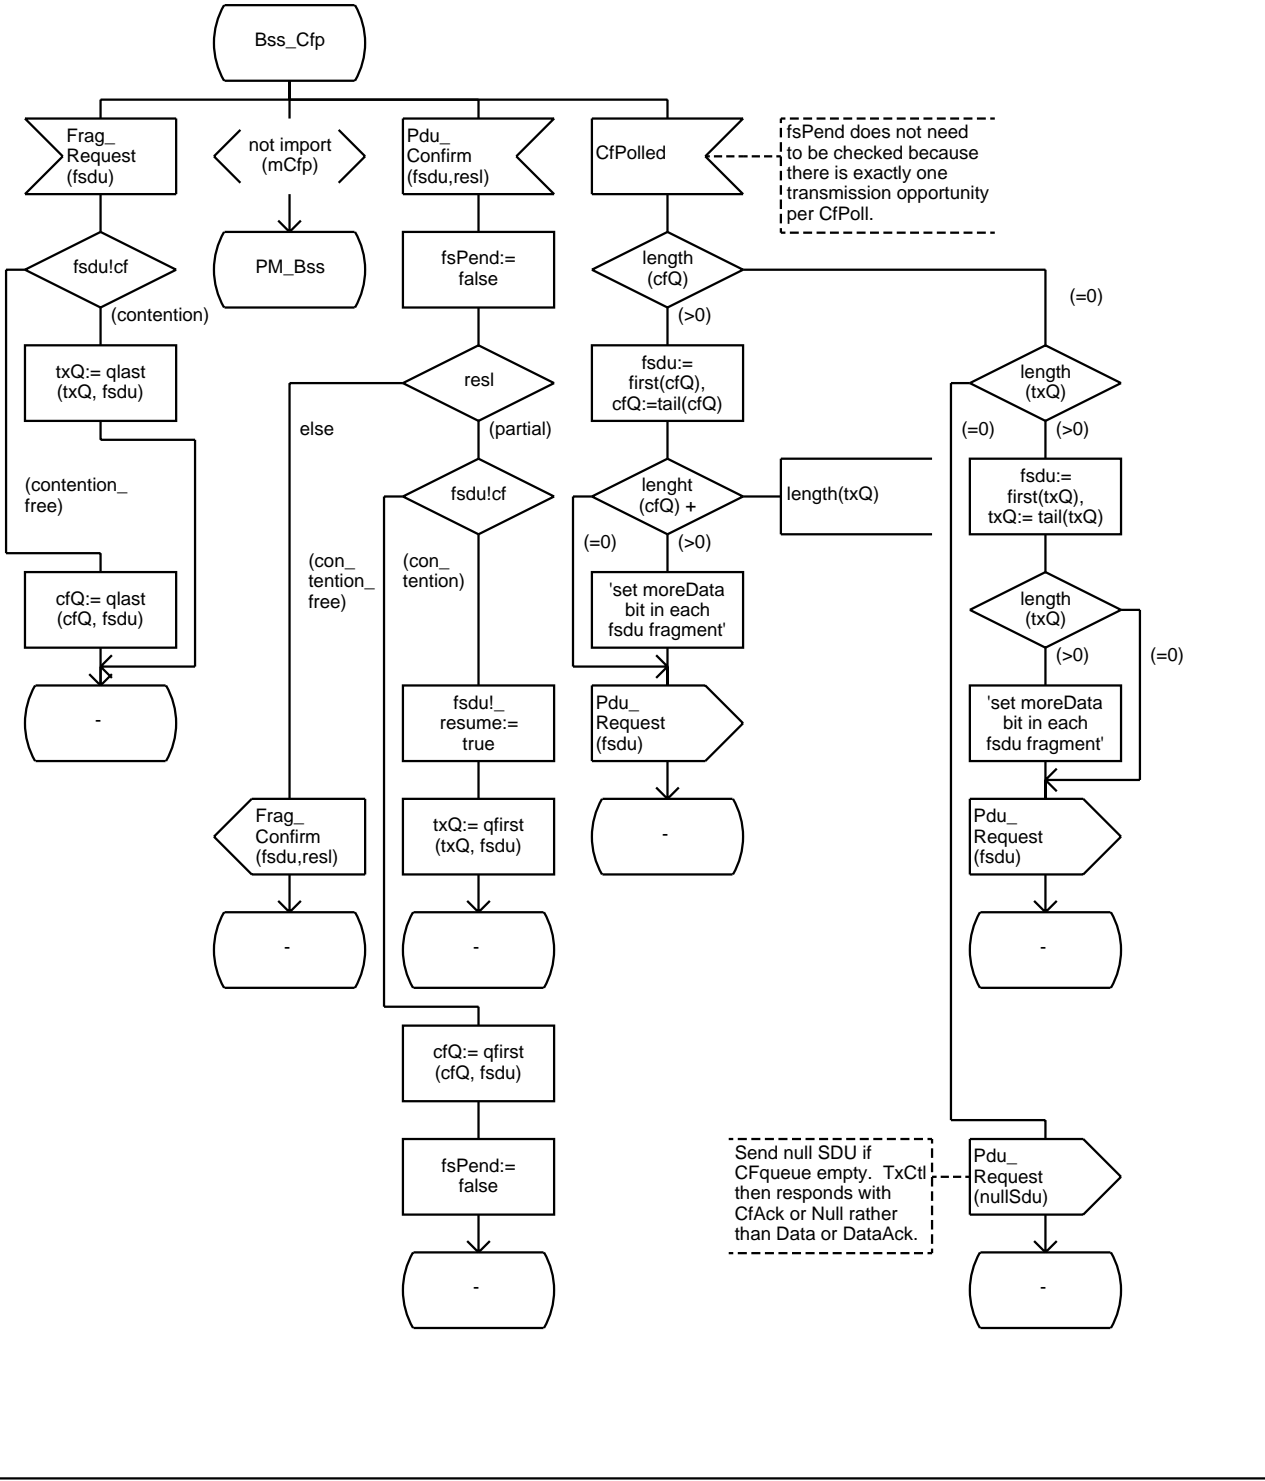 Bss_Cfp
Frag_
Request
(fsdu)
not import
(mCfp)
Pdu_
Confirm
(fsdu,resl)
CfPolled
fsPend does not need
to be checked because
there is exactly one
transmission opportunity
per CfPoll.
fsdu!cf
PM_Bss
fsPend:=
false
length
(cfQ)
(=0)
(contention)
(>0)
txQ:= qlast
(txQ, fsdu)
resl
fsdu:=
first(cfQ),
cfQ:=tail(cfQ)
length
(txQ)
else
(partial)
(=0)
(>0)
(contention_
free)
fsdu!cf
lenght
(cfQ) +
length(txQ)
fsdu:=
first(txQ),
txQ:= tail(txQ)
(con_
tention_
free)
(con_
tention)
(=0)
(>0)
cfQ:= qlast
(cfQ, fsdu)
'set moreData
bit in each
fsdu fragment'
length
(txQ)
(>0)
(=0)
-
fsdu!_
resume:=
true
Pdu_
Request
(fsdu)
'set moreData
bit in each
fsdu fragment'
Frag_
Confirm
(fsdu,resl)
txQ:= qfirst
(txQ, fsdu)
-
Pdu_
Request
(fsdu)
-
-
-
cfQ:= qfirst
(cfQ, fsdu)
fsPend:=
false
Send null SDU if
CFqueue empty.  TxCtl
then responds with
CfAck or Null rather
than Data or DataAck.
Pdu_
Request
(nullSdu)
-
-